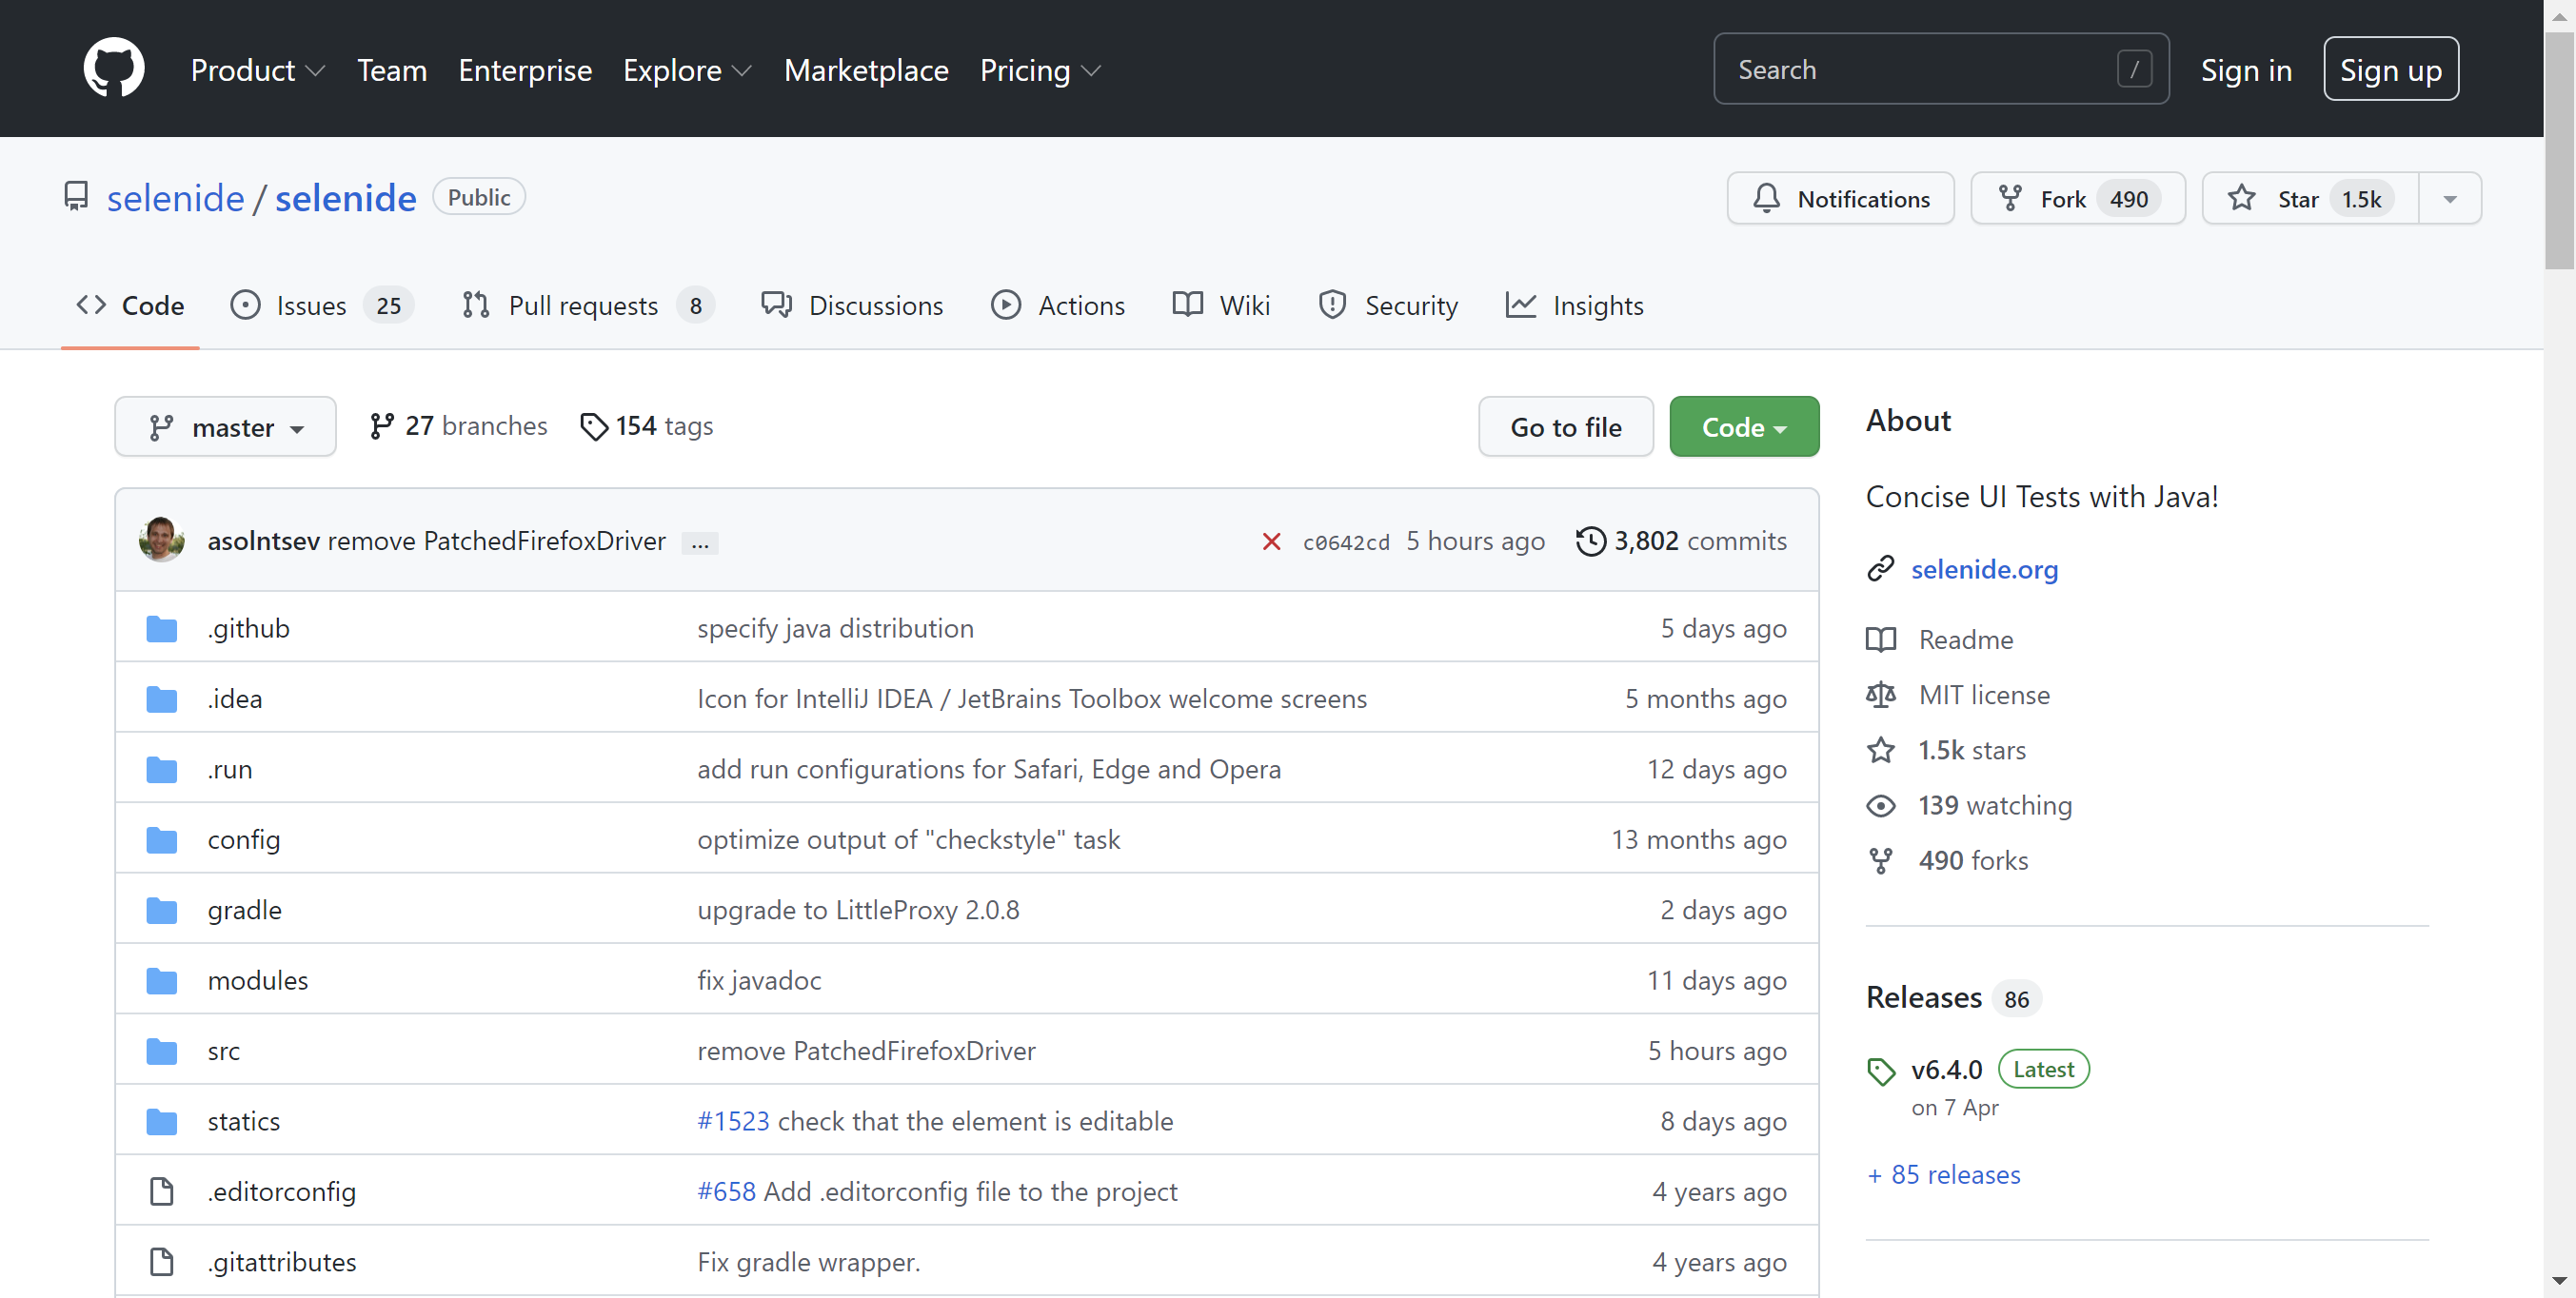 Product Team Enterprise Explore Marketplace Pricing Search / Sign in Sign up
selenide / selenide Public Notifications Fork 490 Star 1.5k
Code Issues 25 Pull requests 8 Discussions Actions Wiki Security Insights
master 27 branches 154 tags Go to file Code
asolntsev remove PatchedFirefoxDriver ... c0642cd 5 hours ago 3,802 commits
.github specify java distribution 5 days ago
.idea Icon for IntelliJ IDEA / JetBrains Toolbox welcome screens 5 months ago
.run add run configurations for Safari, Edge and Opera 12 days ago
config optimize output of "checkstyle" task 13 months ago
gradle upgrade to LittleProxy 2.0.8 2 days ago
modules fix javadoc 11 days ago
src remove PatchedFirefoxDriver 5 hours ago
statics #1523 check that the element is editable 8 days ago
.editorconfig #658 Add .editorconfig file to the project 4 years ago
.gitattributes Fix gradle wrapper. 4 years ago
About
Concise UI Tests with Java!
selenide.org
Readme
MIT license
1.5k stars
139 watching
490 forks
Releases 86
v6.4.0 Latest
on 7 Apr
+ 85 releases